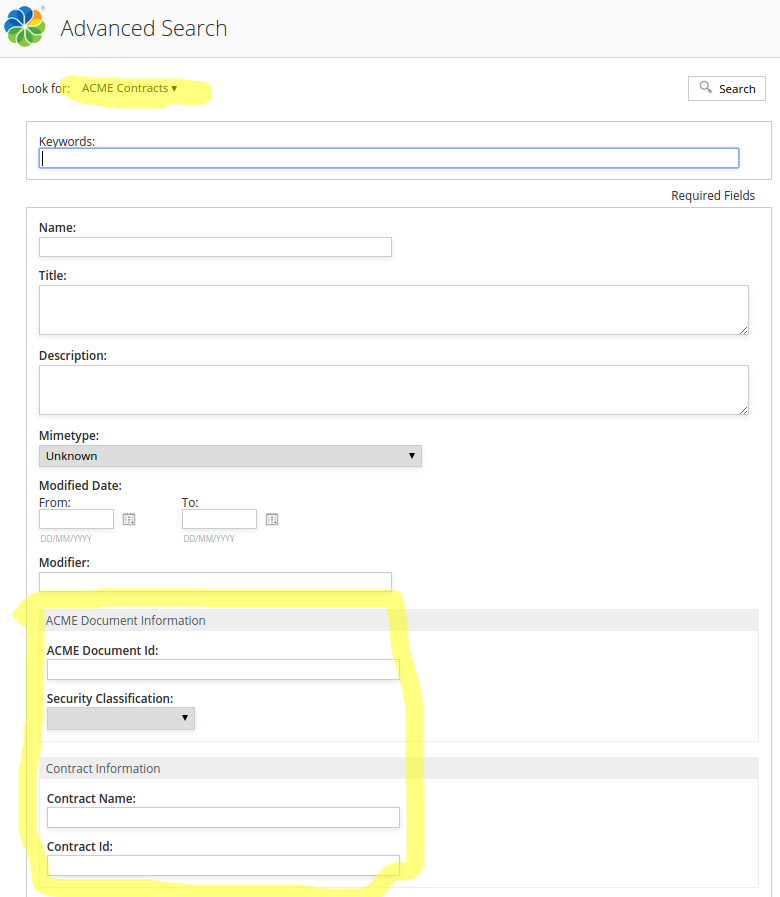 Advanced Search
Look for: ACME Contracts ▾
Search
Keywords:
Required Fields
Name:
Title:
Description:
Mimetype:
Unknown
Modified Date:
From: To:
DD/MM/YYYY DD/MM/YYYY
Modifier:
ACME Document Information
ACME Document Id:
Security Classification:
Contract Information
Contract Name:
Contract Id: